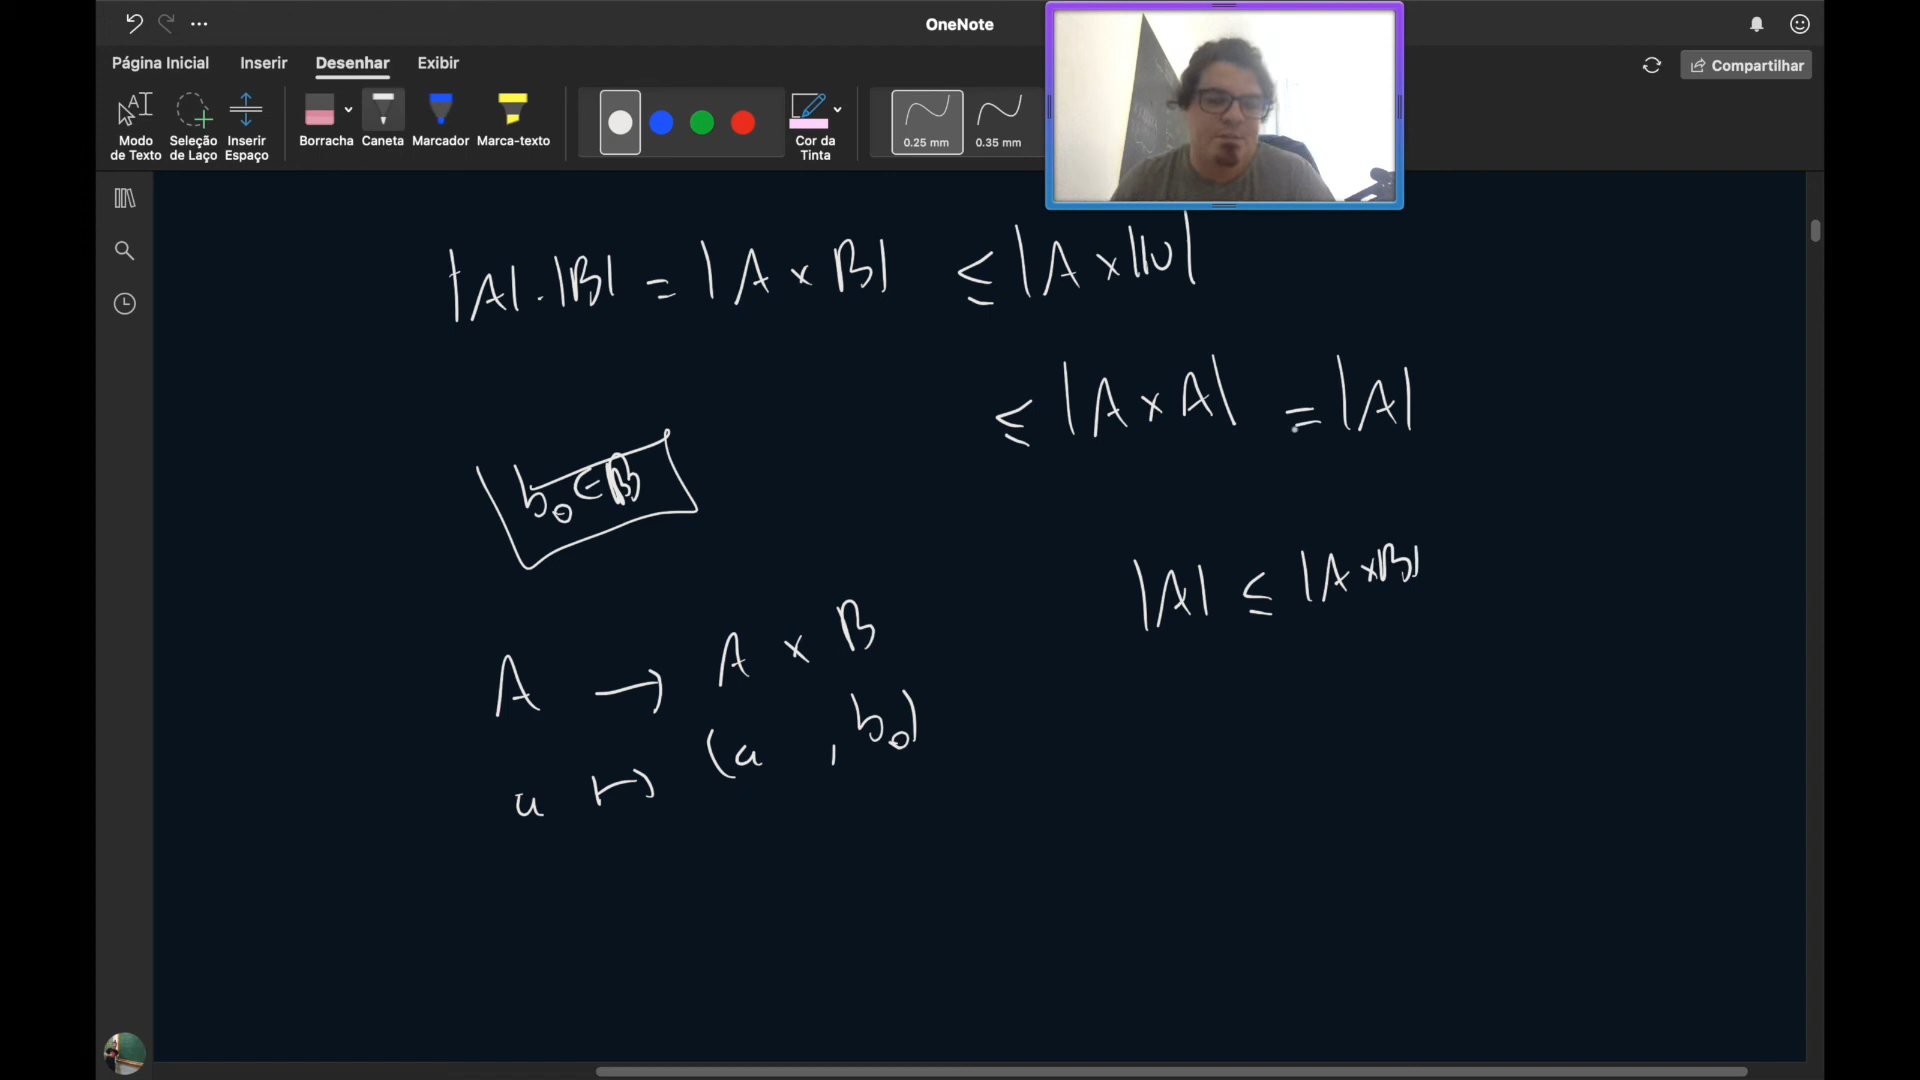 OneNote
Página Inicial Inserir Desenhar Exibir
Compartilhar
Modo de Texto
Seleção de Laço
Inserir Espaço
Borracha
Caneta
Marcador
Marca-texto
Cor da Tinta
0.25 mm
0.35 mm
|A| . |B| = |A × B| ≤ |A × ℕ|
≤ |A × A| = |A|
b₀ ∈ B
|A| ≤ |A × B|
A → A × B
a ↦ (a , b₀)